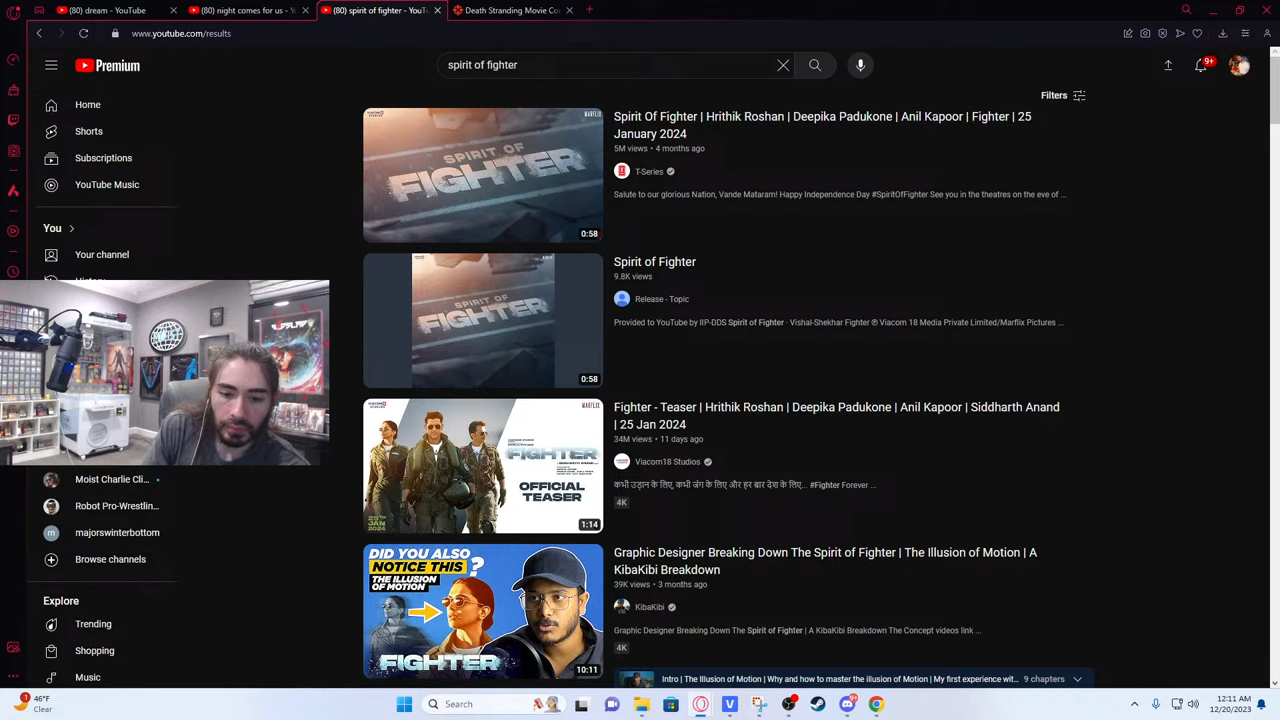 (80) dream - YouTube
(80) night comes for us - Y
(80) spirit of fighter - YouT
Death Stranding Movie Co
www.youtube.com/results
Premium
spirit of fighter
9+
Filters
Home
Shorts
Subscriptions
YouTube Music
You
Your channel
Moist Charlie Cli...
Robot Pro-Wrestlin...
m
majorswinterbottom
Browse channels
Explore
Trending
Shopping
Music
SPIRIT OF
FIGHTER
MARFLIX
0:58
Spirit Of Fighter | Hrithik Roshan | Deepika Padukone | Anil Kapoor | Fighter | 25
January 2024
5M views • 4 months ago
T-Series
Salute to our glorious Nation, Vande Mataram! Happy Independence Day #SpiritOfFighter See you in the theatres on the eve of ...
SPIRIT OF
FIGHTER
0:58
Spirit of Fighter
9.8K views
Release - Topic
Provided to YouTube by IIP-DDS Spirit of Fighter · Vishal-Shekhar Fighter ℗ Viacom 18 Media Private Limited/Marflix Pictures ...
MARFLIX
FIGHTER
OFFICIAL
TEASER
25TH
JAN
2024
1:14
Fighter - Teaser | Hrithik Roshan | Deepika Padukone | Anil Kapoor | Siddharth Anand
| 25 Jan 2024
34M views • 11 days ago
Viacom18 Studios
कभी उड़ान के लिए, कभी जंग के लिए और हर बार देश के लिए... #Fighter Forever ...
4K
DID YOU ALSO
NOTICE THIS
?
THE ILLUSION
OF MOTION
FIGHTER
10:11
Graphic Designer Breaking Down The Spirit of Fighter | The Illusion of Motion | A
KibaKibi Breakdown
39K views • 3 months ago
KibaKibi
Graphic Designer Breaking Down The Spirit of Fighter | A KibaKibi Breakdown The Concept videos link ...
4K
Intro | The Illusion of Motion | Why and how to master the illusion of Motion | My first experience wit...
9 chapters
1
46°F
Clear
Search
9+
12:11 AM
12/20/2023